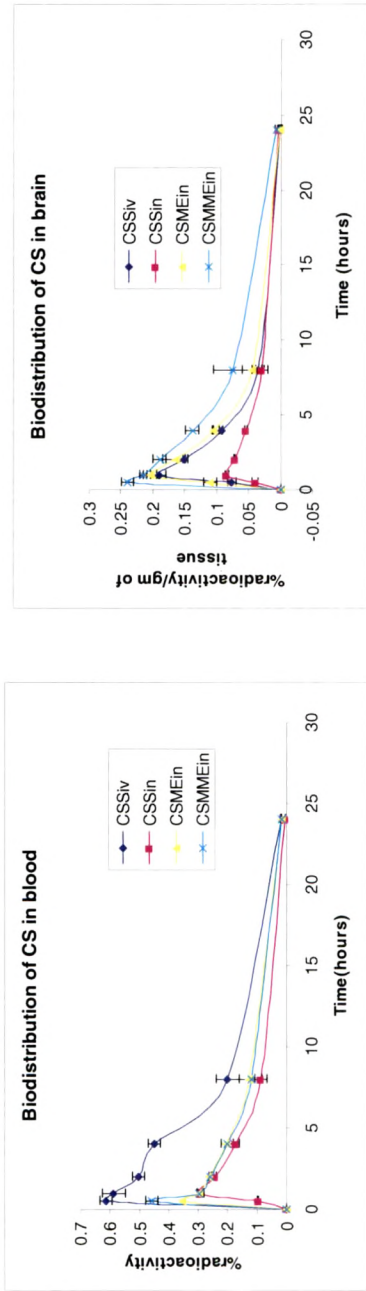 Biodistribution of CS in blood
%radioactivity
0.7
0.6
0.5
0.4
0.3
0.2
0.1
0
0
5
10
15
20
25
30
Time(hours)
CSSiv
CSSin
CSMEin
CSMMEin
Biodistribution of CS in brain
%radioactivity/gm of
tissue
0.3
0.25
0.2
0.15
0.1
0.05
0
-0.05
0
5
10
15
20
25
30
Time (hours)
CSSiv
CSSin
CSMEin
CSMMEin